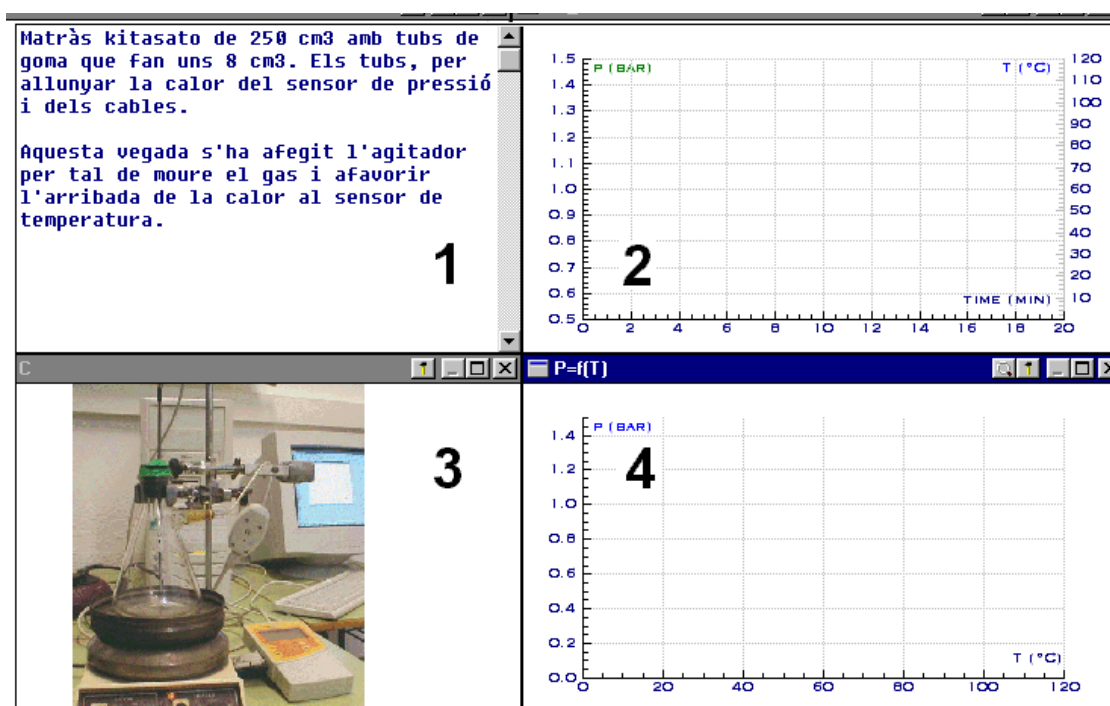 Matràs kitasato de 250 cm3 amb tubs de
goma que fan uns 8 cm3. Els tubs, per
allunyar la calor del sensor de pressió
i dels cables.
Aquesta vegada s'ha afegit l'agitador
per tal de moure el gas i afavorir
l'arribada de la calor al sensor de
temperatura.
1
P (BAR)
T (°C)
1.5
1.4
1.3
1.2
1.1
1.0
0.9
0.8
0.7
0.6
0.5
120
110
100
90
80
70
60
50
40
30
20
10
2
TIME (MIN)
0 2 4 6 8 10 12 14 16 18 20
C
3
P=f(T)
P (BAR)
1.4
1.2
1.0
0.8
0.6
0.4
0.2
0.0
4
T (°C)
0 20 40 60 80 100 120